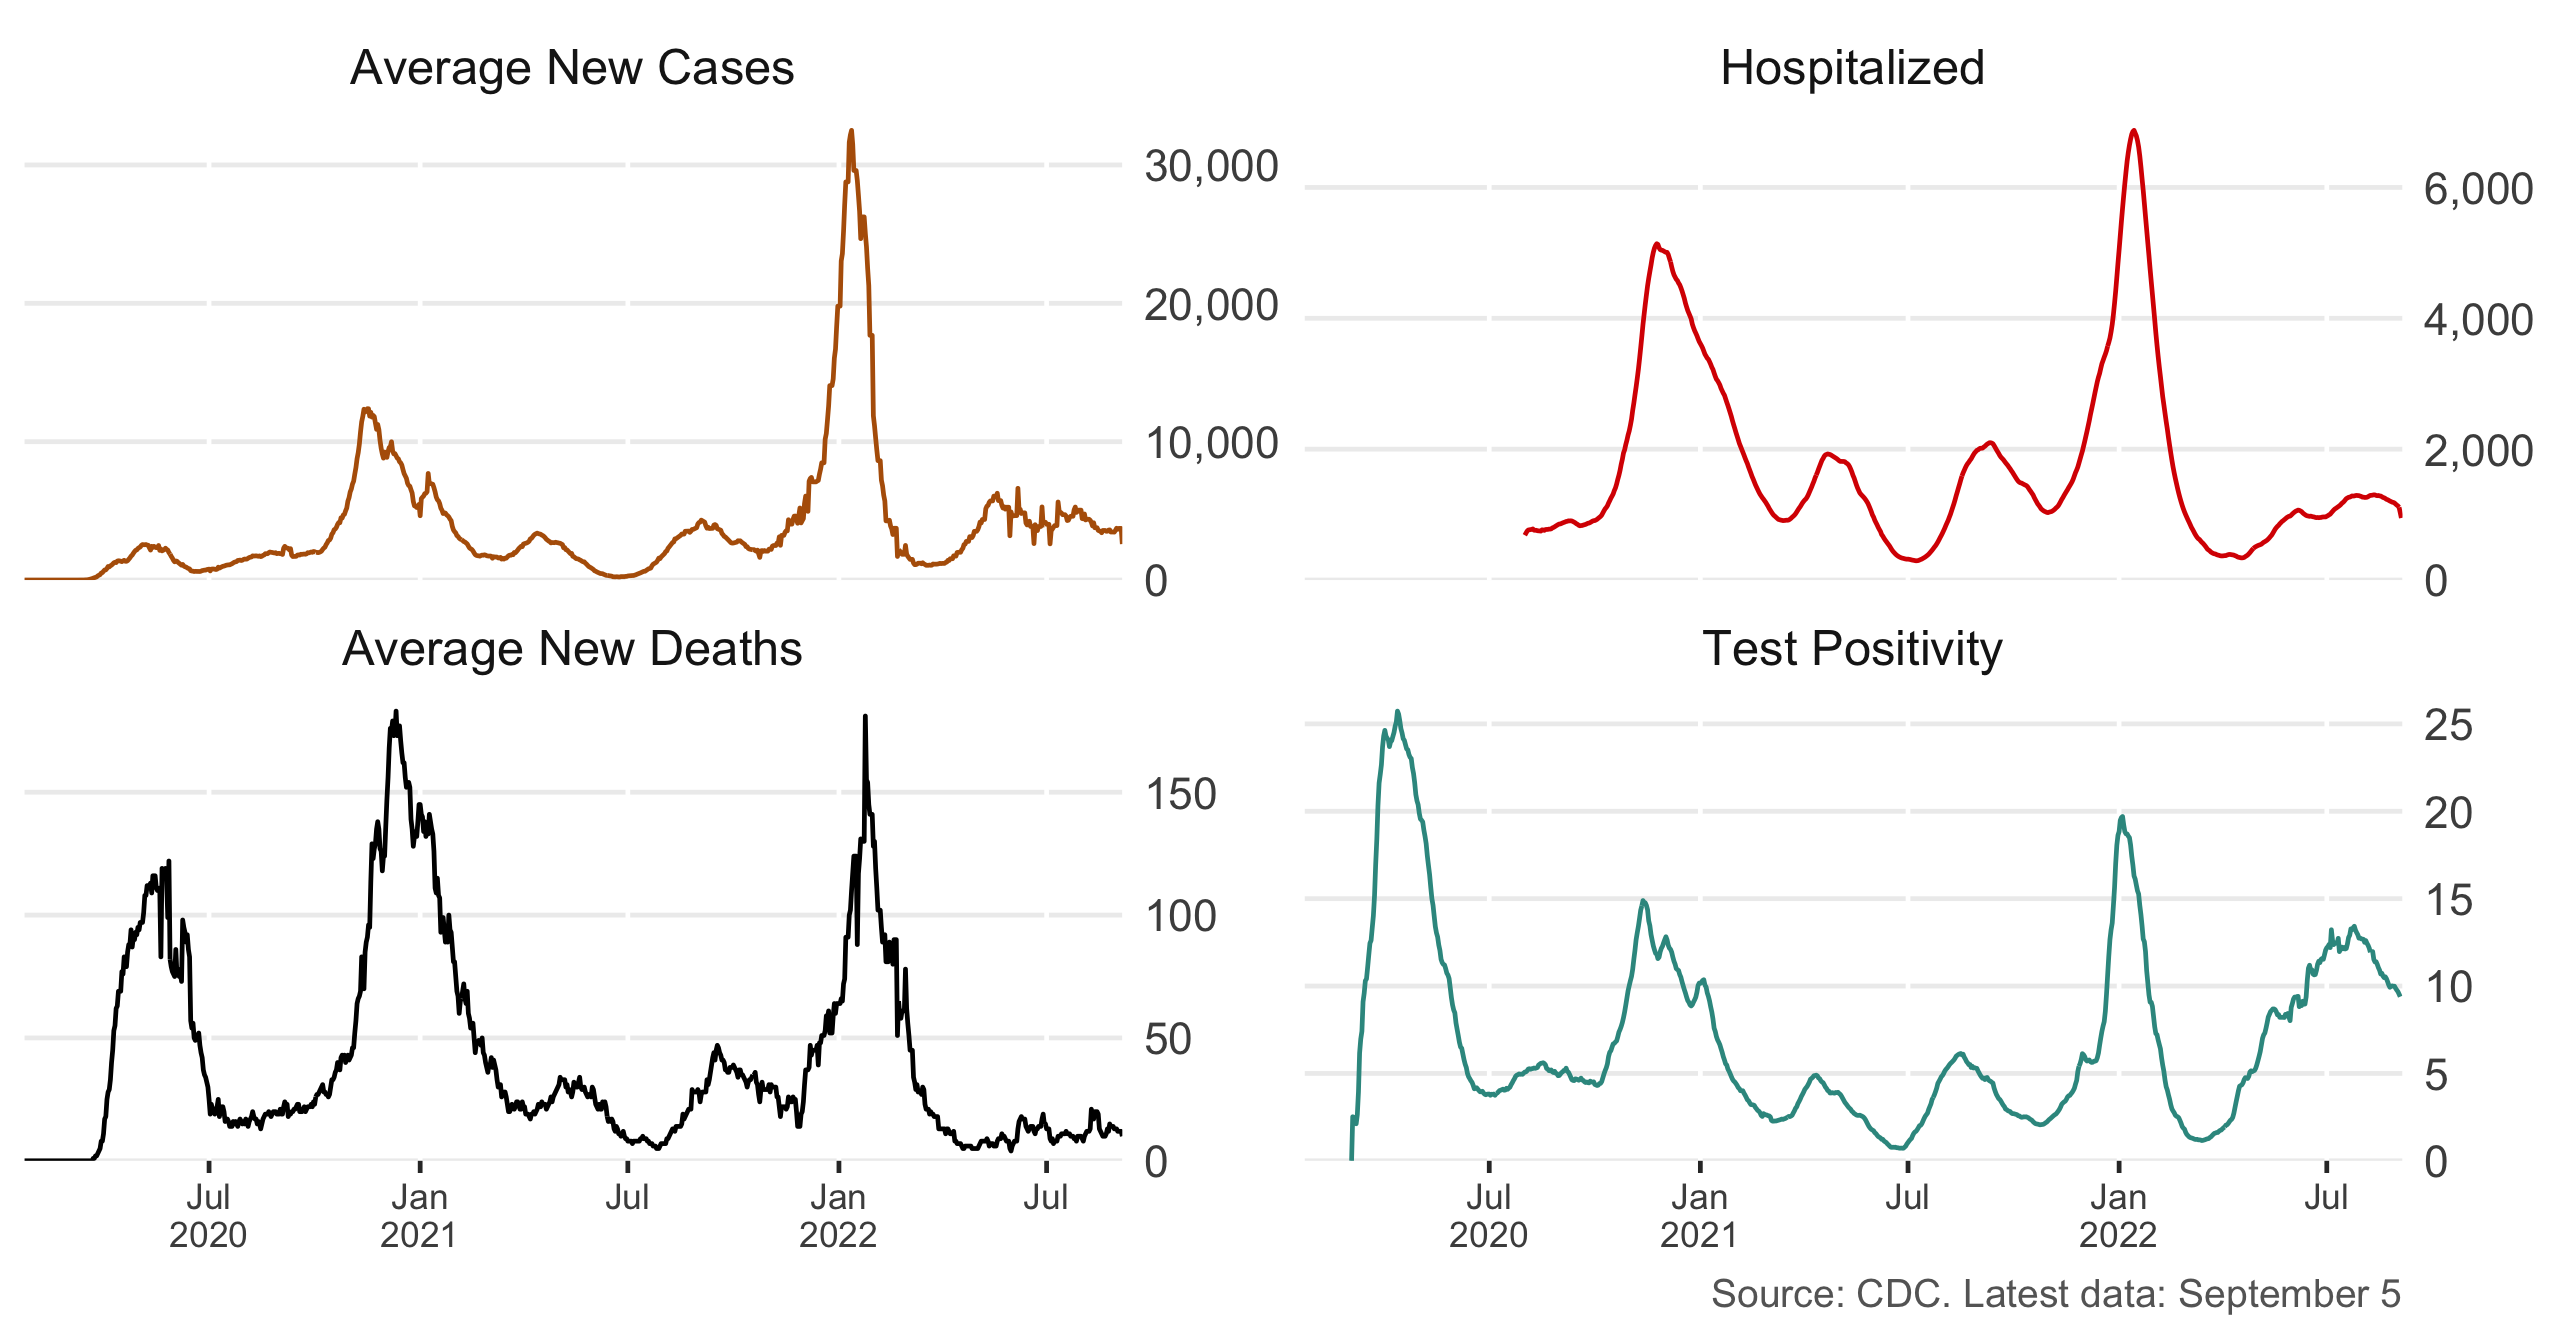 Average New Cases
30,000
20,000
10,000
0
Hospitalized
6,000
4,000
2,000
0
Average New Deaths
150
100
50
0
Jul
2020
Jan
2021
Jul
Jan
2022
Jul
Test Positivity
25
20
15
10
5
0
Jul
2020
Jan
2021
Jul
Jan
2022
Jul
Source: CDC. Latest data: September 5